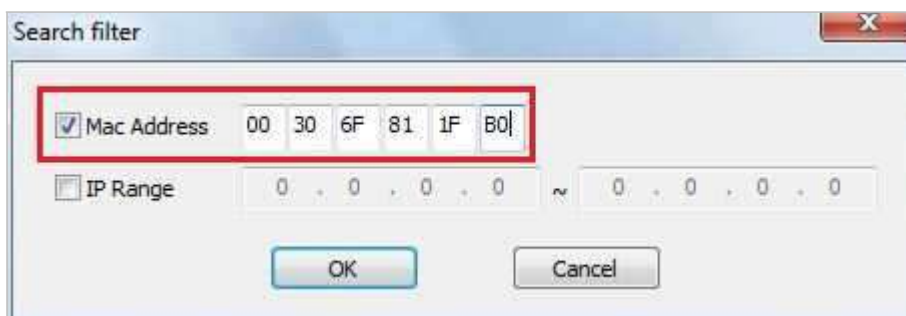 Search filter
X
Mac Address 00 30 6F 81 1F B0
IP Range 0 . 0 . 0 . 0 ~ 0 . 0 . 0 . 0
OK Cancel